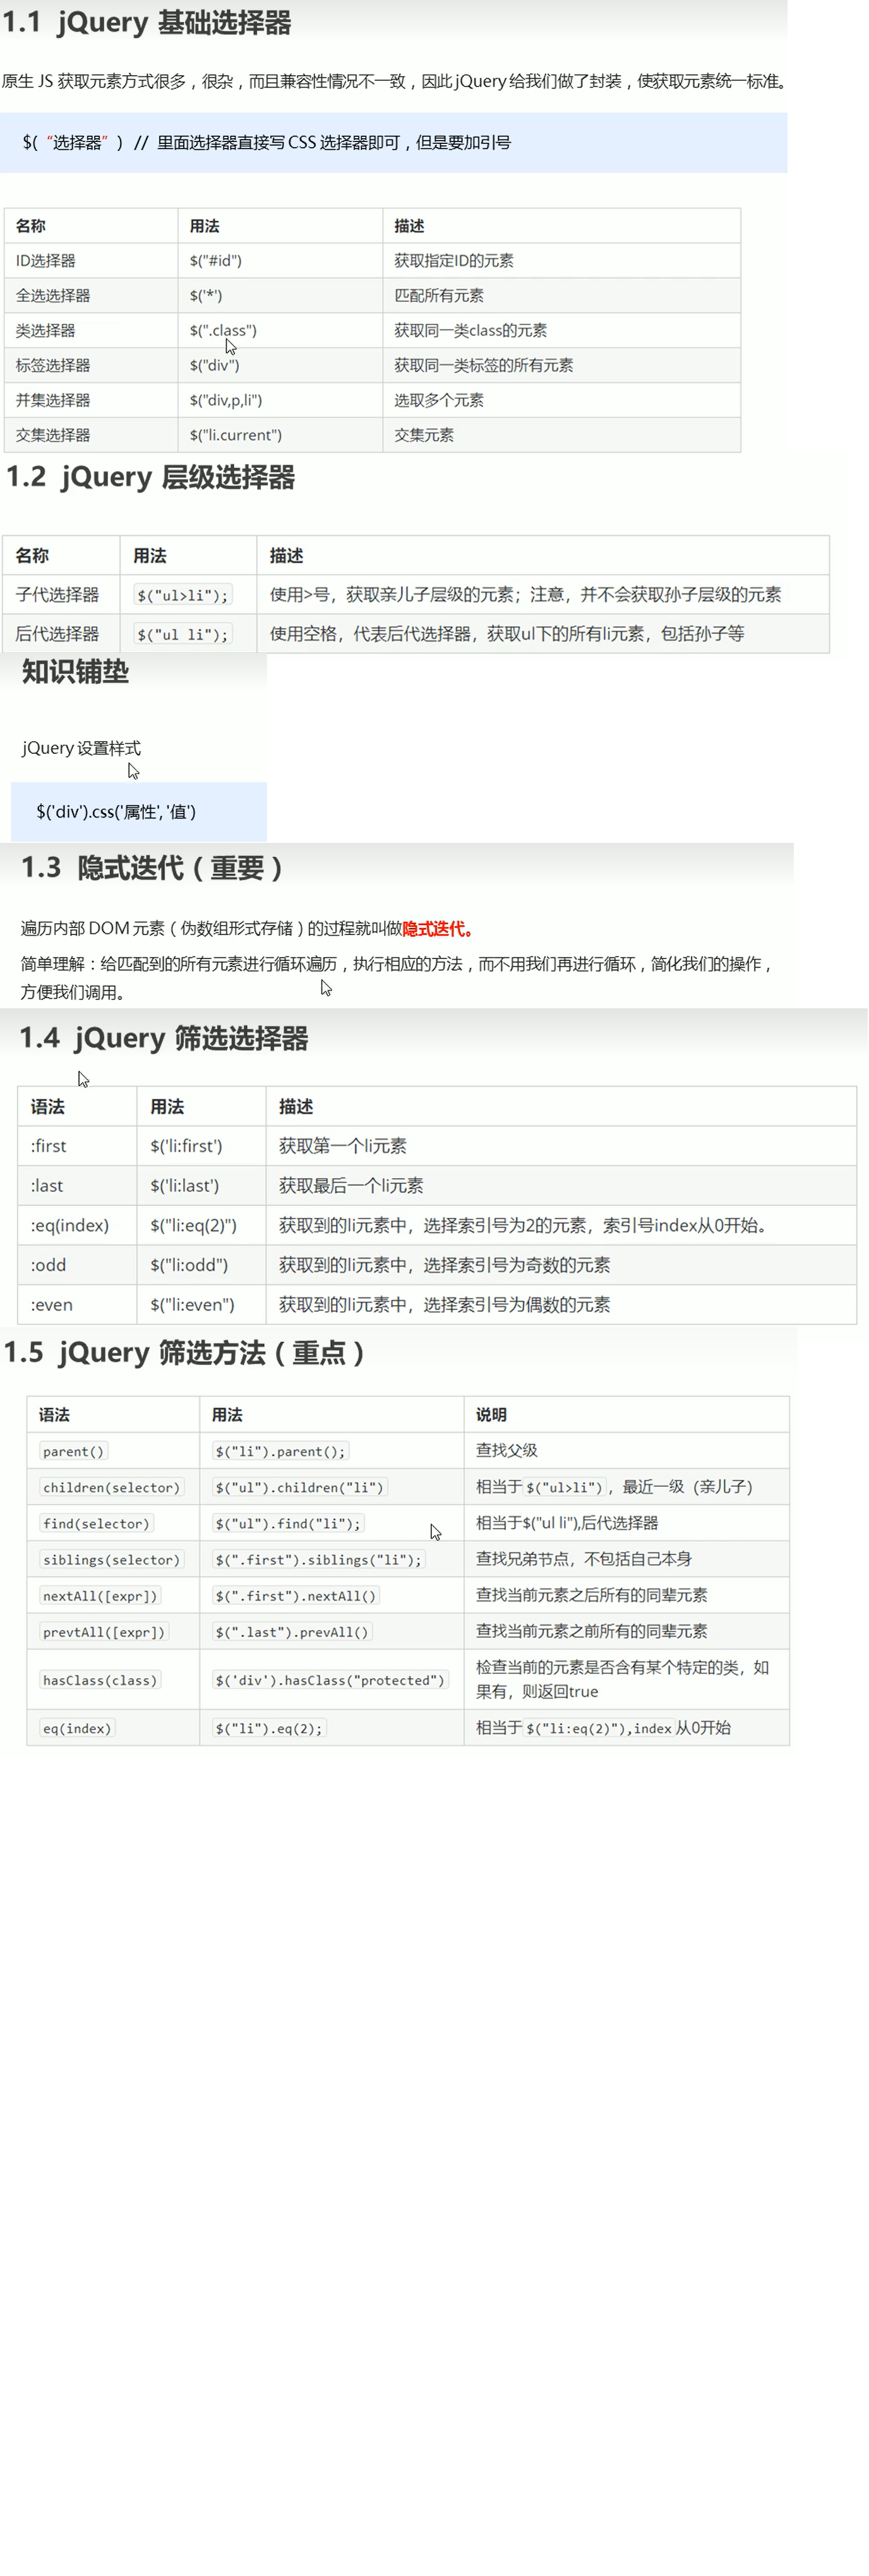 1.1 jQuery 基础选择器
原生 JS 获取元素方式很多，很杂，而且兼容性情况不一致，因此 jQuery 给我们做了封装，使获取元素统一标准。
$(“选择器”) // 里面选择器直接写 CSS 选择器即可，但是要加引号
名称 用法 描述
ID选择器 $("#id") 获取指定ID的元素
全选选择器 $('*') 匹配所有元素
类选择器 $(".class") 获取同一类class的元素
标签选择器 $("div") 获取同一类标签的所有元素
并集选择器 $("div,p,li") 选取多个元素
交集选择器 $("li.current") 交集元素
1.2 jQuery 层级选择器
名称 用法 描述
子代选择器 $("ul>li"); 使用>号，获取亲儿子层级的元素；注意，并不会获取孙子层级的元素
后代选择器 $("ul li"); 使用空格，代表后代选择器，获取ul下的所有li元素，包括孙子等
知识铺垫
jQuery 设置样式
$('div').css('属性', '值')
1.3 隐式迭代（重要）
遍历内部 DOM 元素（伪数组形式存储）的过程就叫做隐式迭代。
简单理解：给匹配到的所有元素进行循环遍历，执行相应的方法，而不用我们再进行循环，简化我们的操作，
方便我们调用。
1.4 jQuery 筛选选择器
语法 用法 描述
:first $('li:first') 获取第一个li元素
:last $('li:last') 获取最后一个li元素
:eq(index) $("li:eq(2)") 获取到的li元素中，选择索引号为2的元素，索引号index从0开始。
:odd $("li:odd") 获取到的li元素中，选择索引号为奇数的元素
:even $("li:even") 获取到的li元素中，选择索引号为偶数的元素
1.5 jQuery 筛选方法（重点）
语法 用法 说明
parent() $("li").parent(); 查找父级
children(selector) $("ul").children("li") 相当于$("ul>li")，最近一级（亲儿子）
find(selector) $("ul").find("li"); 相当于$("ul li"),后代选择器
siblings(selector) $(".first").siblings("li"); 查找兄弟节点，不包括自己本身
nextAll([expr]) $(".first").nextAll() 查找当前元素之后所有的同辈元素
prevtAll([expr]) $(".last").prevAll() 查找当前元素之前所有的同辈元素
hasClass(class) $('div').hasClass("protected") 检查当前的元素是否含有某个特定的类，如
果有，则返回true
eq(index) $("li").eq(2); 相当于$("li:eq(2)"),index从0开始